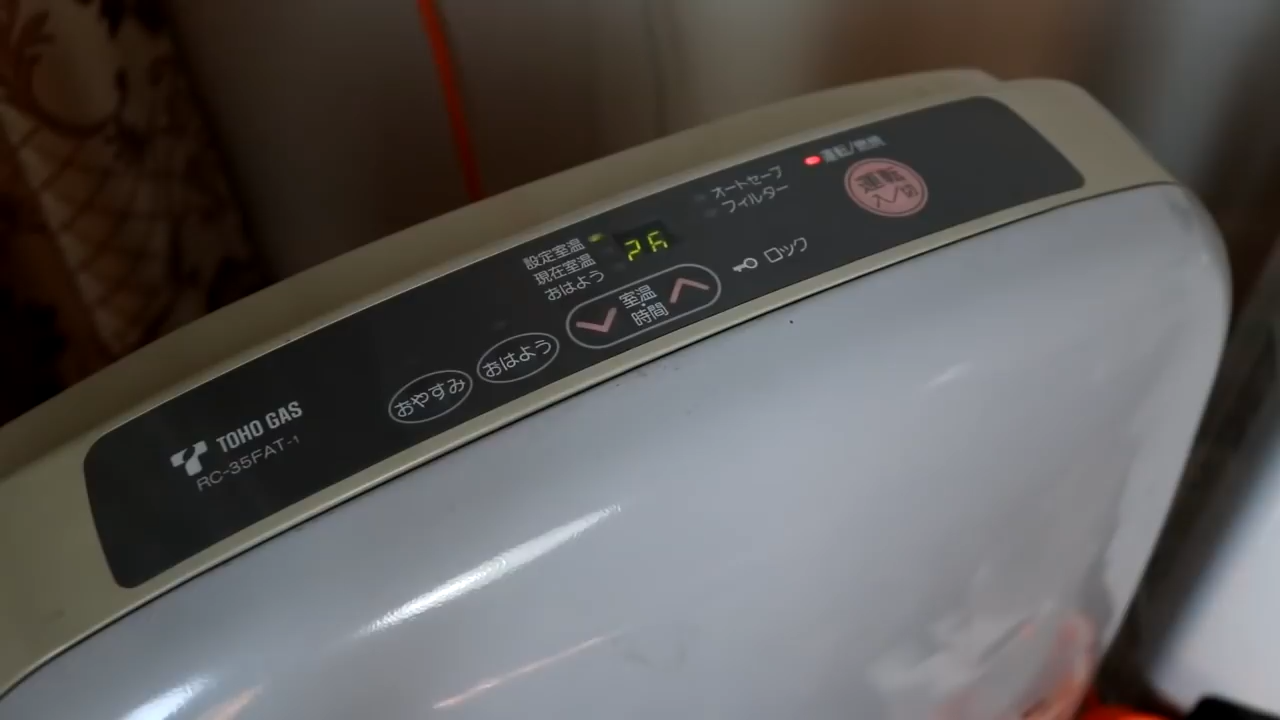 運転/燃焼
オートセーブ
フィルター
運転
入/切
設定室温
現在室温
おはよう
26
室温
時間
ロック
おはよう
おやすみ
TOHO GAS
RC-35FAT-1